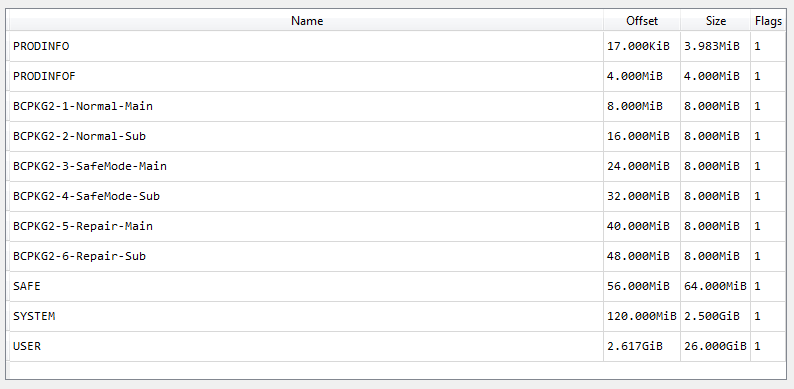 Name Offset Size Flags
PRODINFO 17.000KiB 3.983MiB 1
PRODINFOF 4.000MiB 4.000MiB 1
BCPKG2-1-Normal-Main 8.000MiB 8.000MiB 1
BCPKG2-2-Normal-Sub 16.000MiB 8.000MiB 1
BCPKG2-3-SafeMode-Main 24.000MiB 8.000MiB 1
BCPKG2-4-SafeMode-Sub 32.000MiB 8.000MiB 1
BCPKG2-5-Repair-Main 40.000MiB 8.000MiB 1
BCPKG2-6-Repair-Sub 48.000MiB 8.000MiB 1
SAFE 56.000MiB 64.000MiB 1
SYSTEM 120.000MiB 2.500GiB 1
USER 2.617GiB 26.000GiB 1